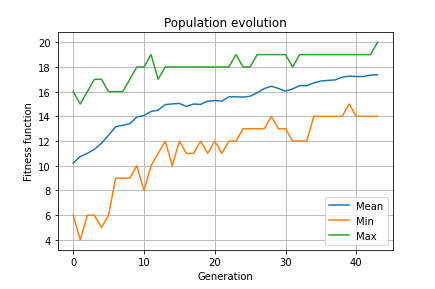 Population evolution
Fitness function
20
18
16
14
12
10
8
6
4
0
10
20
30
40
Generation
Mean
Min
Max